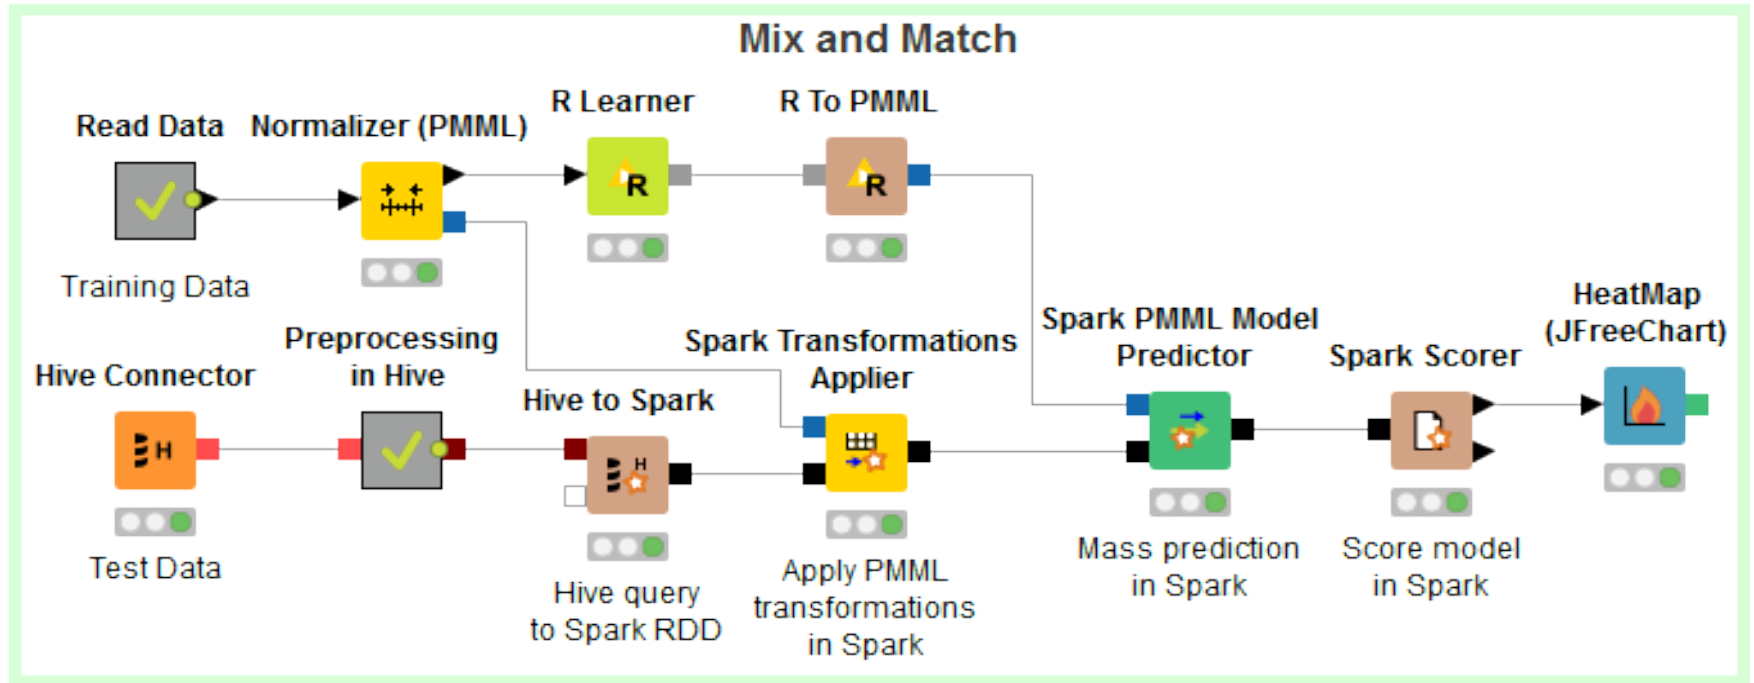 Mix and Match
Read Data
Normalizer (PMML)
R Learner
R To PMML
R
R
Training Data
Hive Connector
Preprocessing
in Hive
Hive to Spark
Spark Transformations
Applier
Spark PMML Model
Predictor
Spark Scorer
HeatMap
(JFreeChart)
H
H
Test Data
Hive query
to Spark RDD
Apply PMML
transformations
in Spark
Mass prediction
in Spark
Score model
in Spark